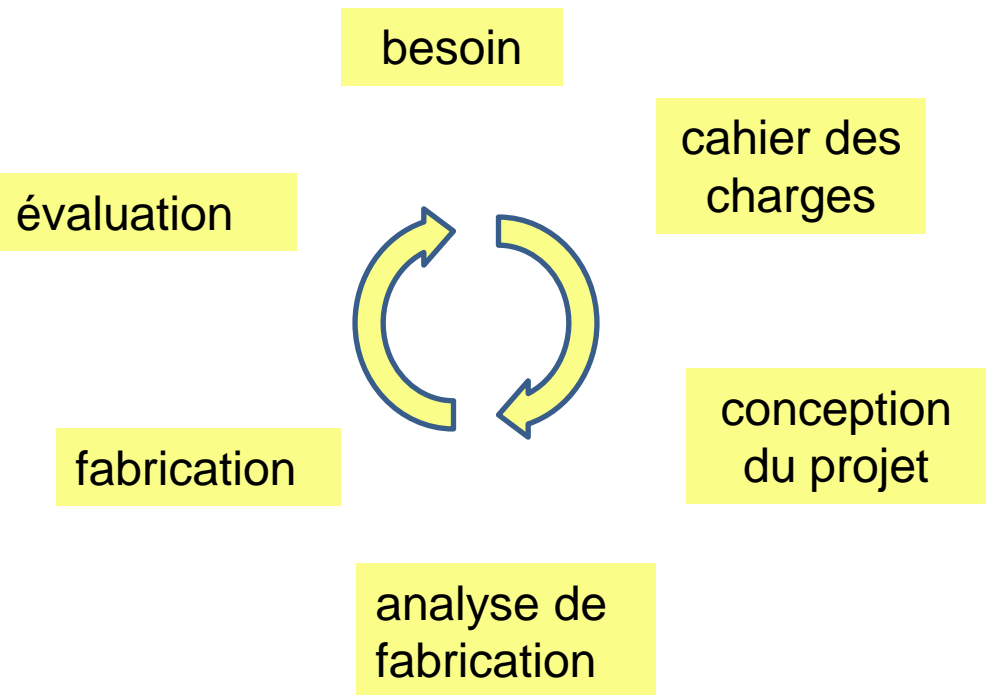 besoin
cahier des
charges
conception
du projet
analyse de
fabrication
fabrication
évaluation